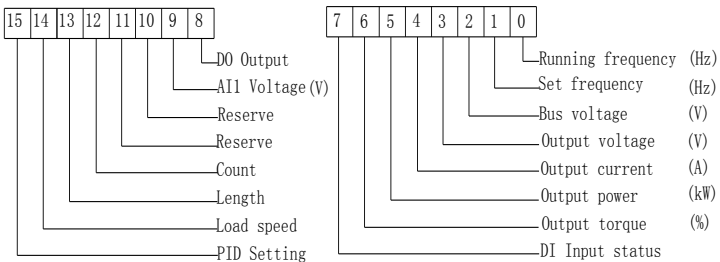 15 14 13 12 11 10 9 8
DO Output
AI1 Voltage(V)
Reserve
Reserve
Count
Length
Load speed
PID Setting
7 6 5 4 3 2 1 0
Running frequency (Hz)
Set frequency (Hz)
Bus voltage (V)
Output voltage (V)
Output current (A)
Output power (kW)
Output torque (%)
DI Input status